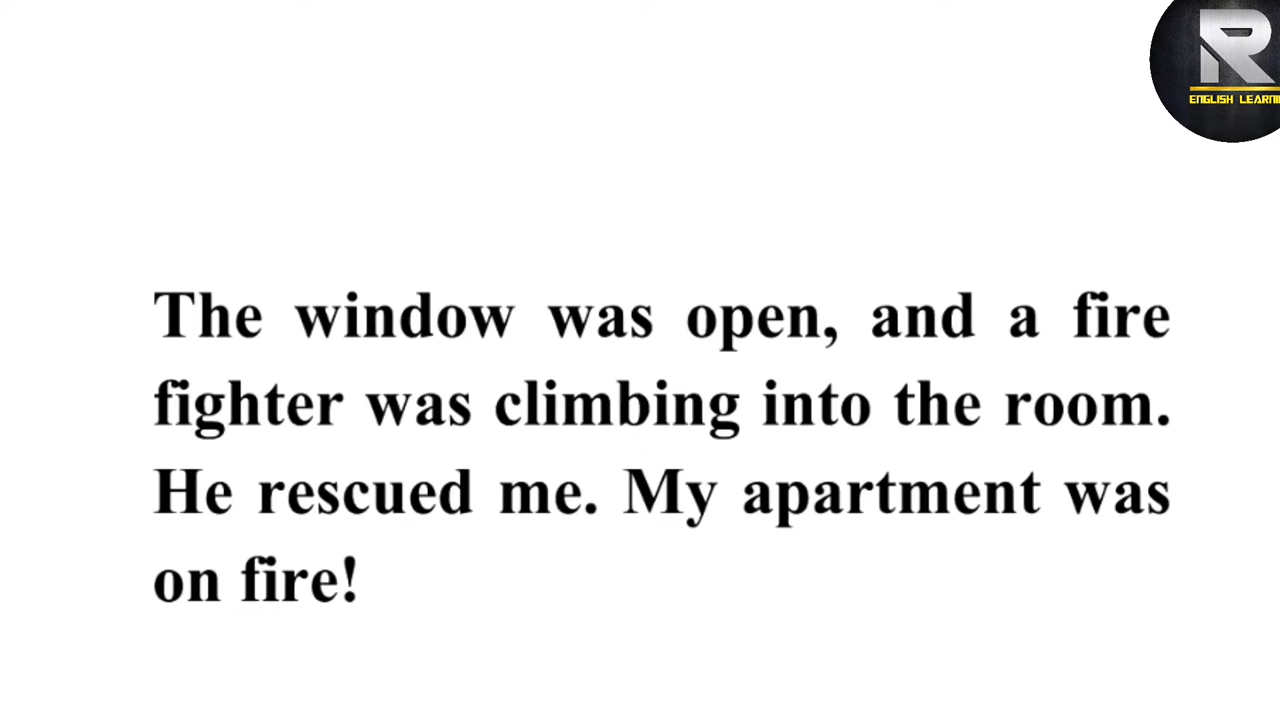 R
ENGLISH
The window was open, and a fire
fighter was climbing into the room.
He rescued me. My apartment was
on fire!